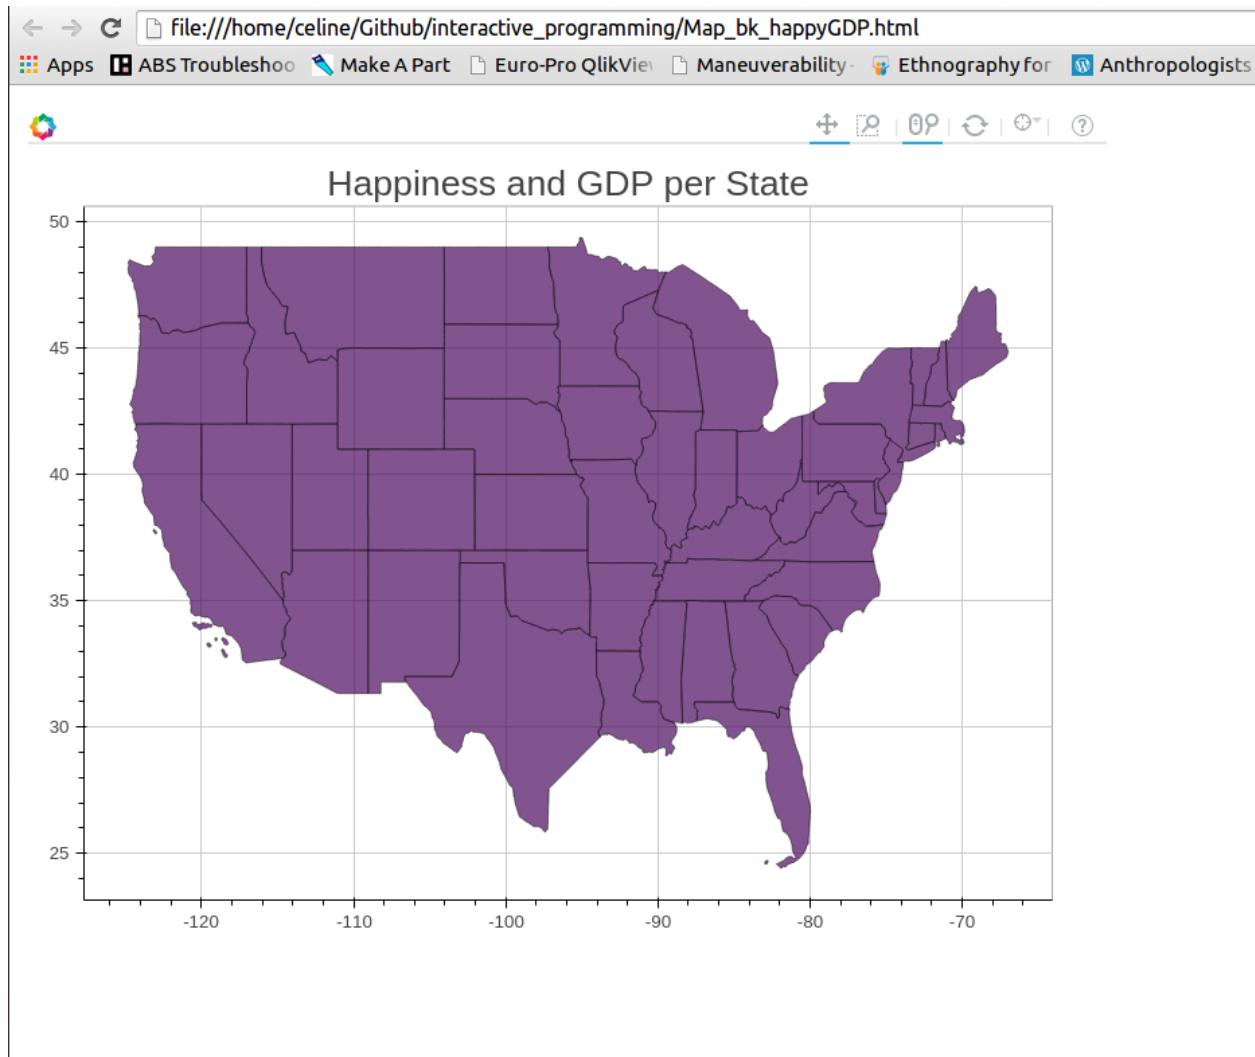 file:///home/celine/Github/interactive_programming/Map_bk_happyGDP.html
Apps ABS Troubleshoo Make A Part Euro-Pro QlikView Maneuverability - Ethnography for Anthropologists
Happiness and GDP per State
50
45
40
35
30
25
-120 -110 -100 -90 -80 -70